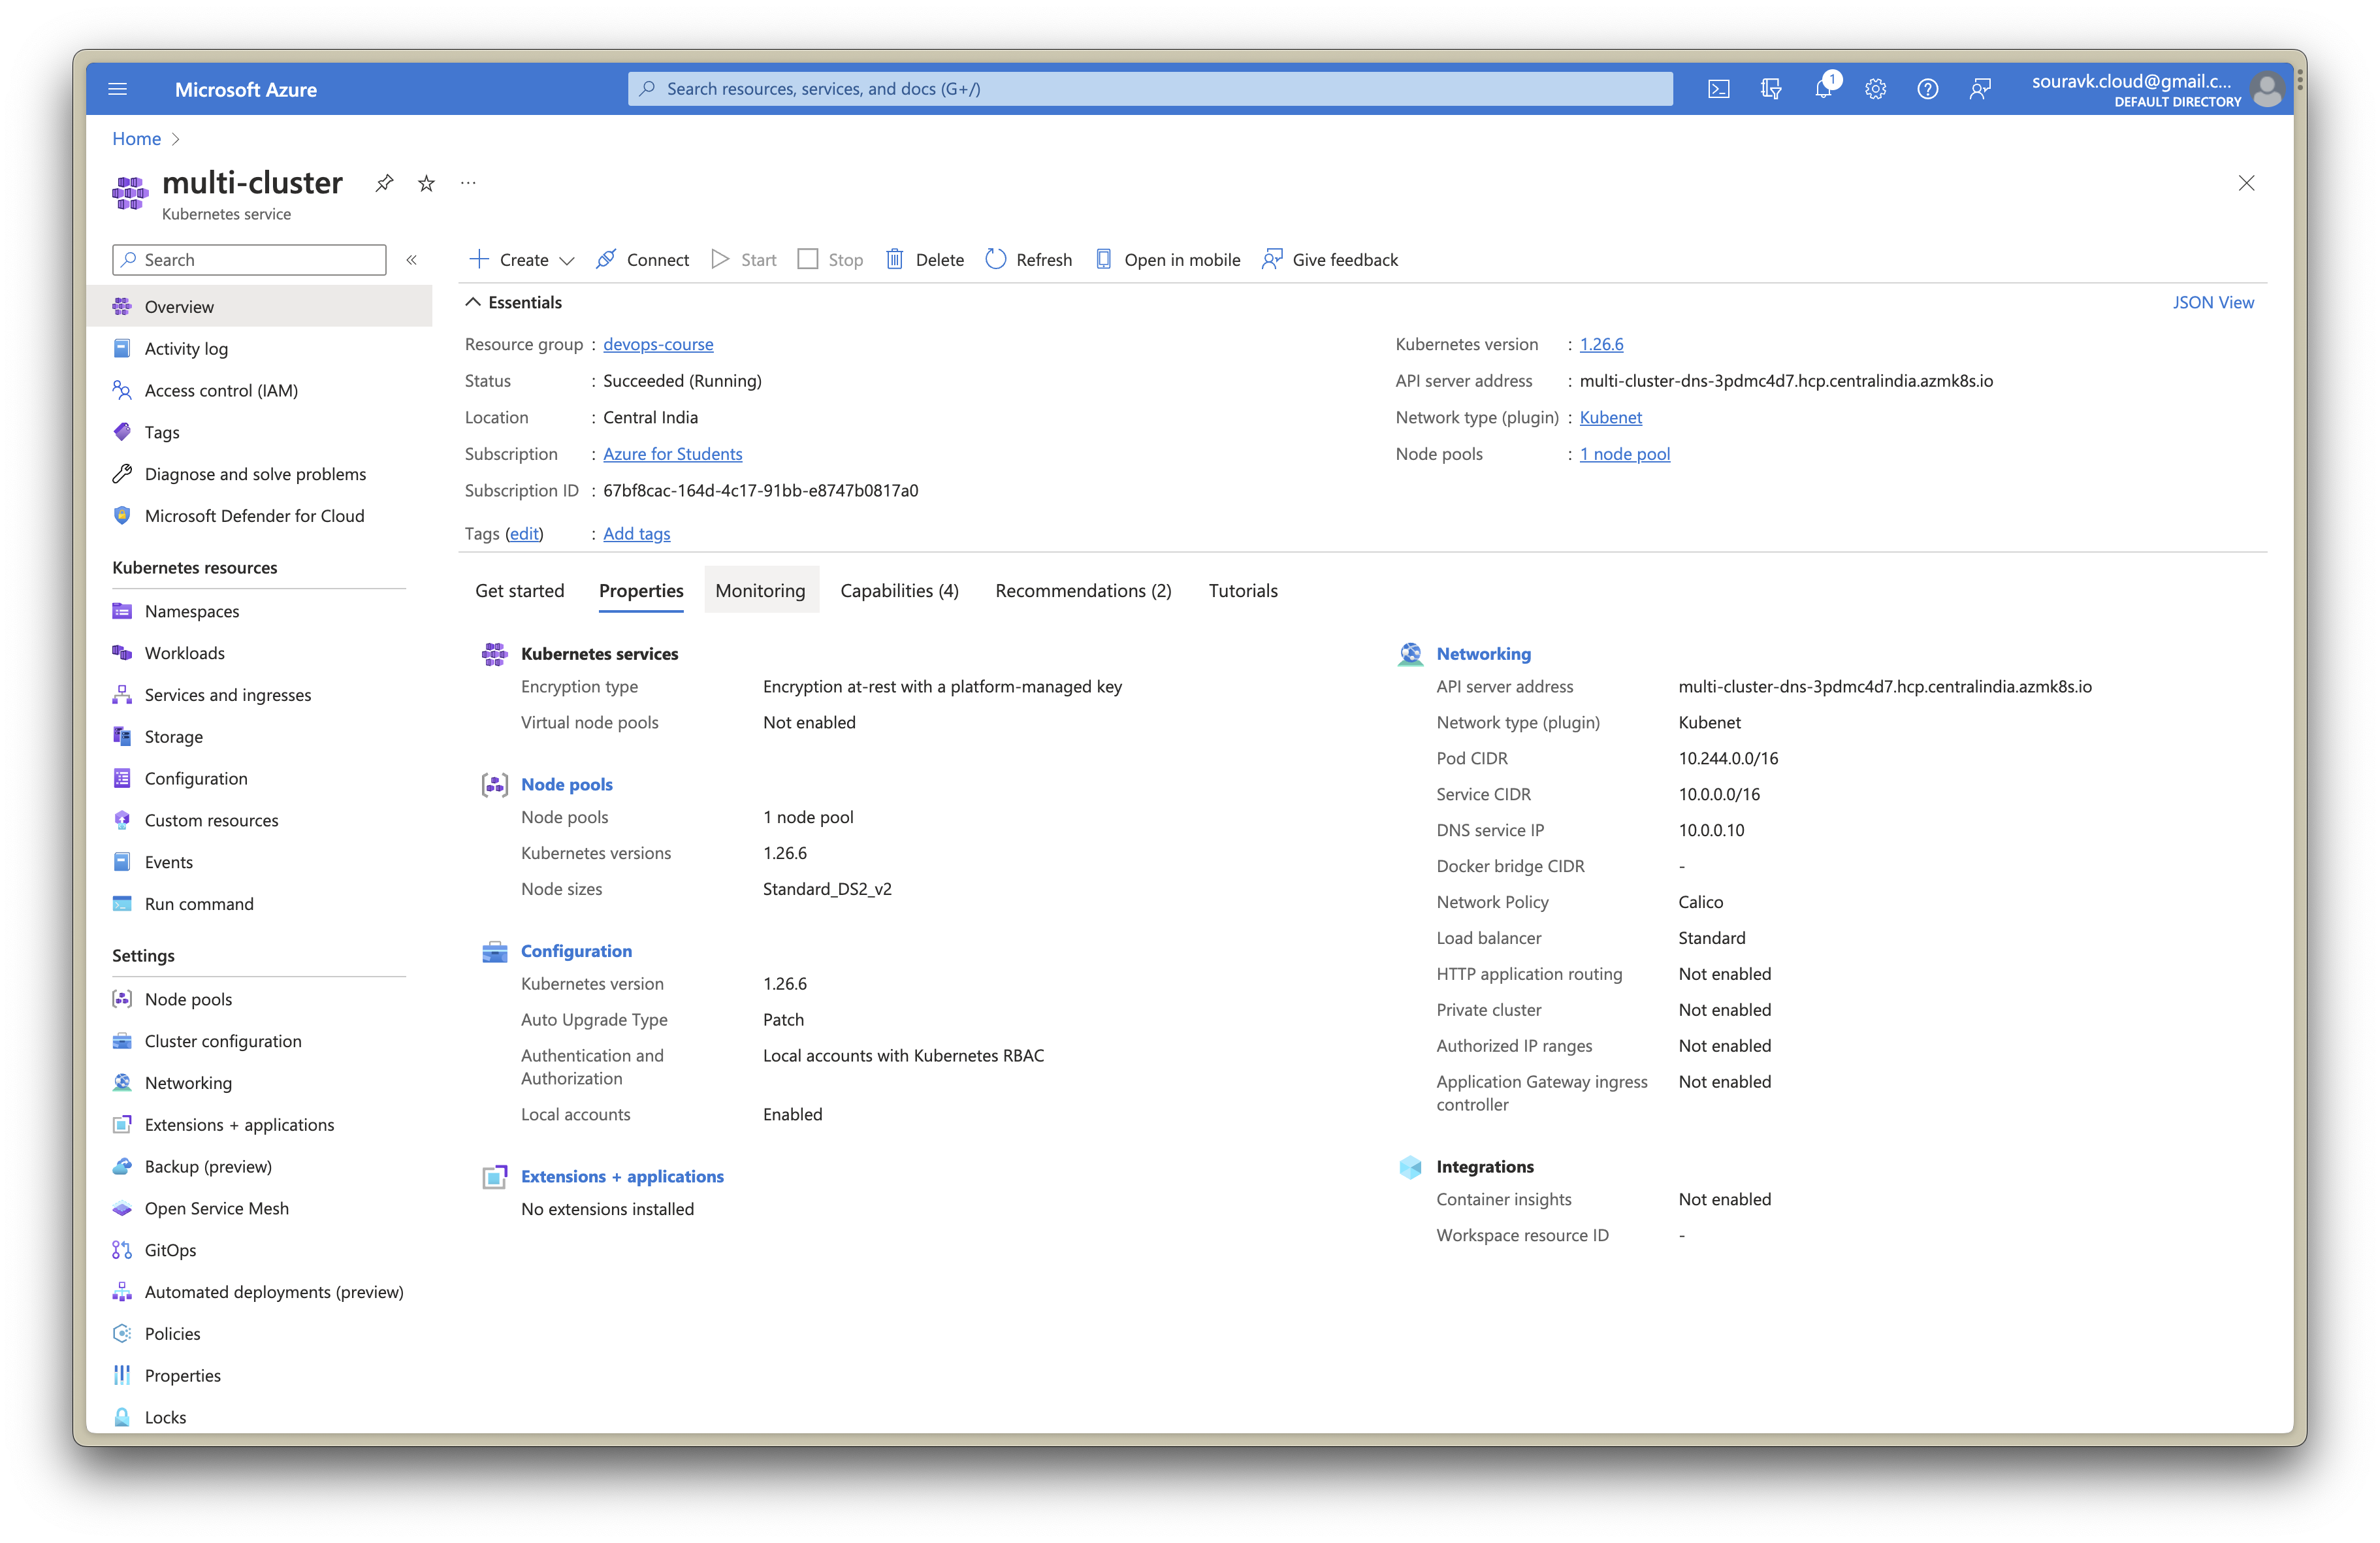 Microsoft Azure
Search resources, services, and docs (G+/)
1
souravk.cloud@gmail.c...
DEFAULT DIRECTORY
Home
multi-cluster
Kubernetes service
Search
Overview
Activity log
Access control (IAM)
Tags
Diagnose and solve problems
Microsoft Defender for Cloud
Kubernetes resources
Namespaces
Workloads
Services and ingresses
Storage
Configuration
Custom resources
Events
Run command
Settings
Node pools
Cluster configuration
Networking
Extensions + applications
Backup (preview)
Open Service Mesh
GitOps
Automated deployments (preview)
Policies
Properties
Locks
Create Connect Start Stop Delete Refresh Open in mobile Give feedback
Essentials
JSON View
Resource group : devops-course
Status : Succeeded (Running)
Location : Central India
Subscription : Azure for Students
Subscription ID : 67bf8cac-164d-4c17-91bb-e8747b0817a0
Tags (edit) : Add tags
Kubernetes version : 1.26.6
API server address : multi-cluster-dns-3pdmc4d7.hcp.centralindia.azmk8s.io
Network type (plugin) : Kubenet
Node pools : 1 node pool
Get started Properties Monitoring Capabilities (4) Recommendations (2) Tutorials
Kubernetes services
Encryption type Encryption at-rest with a platform-managed key
Virtual node pools Not enabled
Node pools
Node pools 1 node pool
Kubernetes versions 1.26.6
Node sizes Standard_DS2_v2
Configuration
Kubernetes version 1.26.6
Auto Upgrade Type Patch
Authentication and Local accounts with Kubernetes RBAC
Authorization
Local accounts Enabled
Extensions + applications
No extensions installed
Networking
API server address multi-cluster-dns-3pdmc4d7.hcp.centralindia.azmk8s.io
Network type (plugin) Kubenet
Pod CIDR 10.244.0.0/16
Service CIDR 10.0.0.0/16
DNS service IP 10.0.0.10
Docker bridge CIDR -
Network Policy Calico
Load balancer Standard
HTTP application routing Not enabled
Private cluster Not enabled
Authorized IP ranges Not enabled
Application Gateway ingress Not enabled
controller
Integrations
Container insights Not enabled
Workspace resource ID -